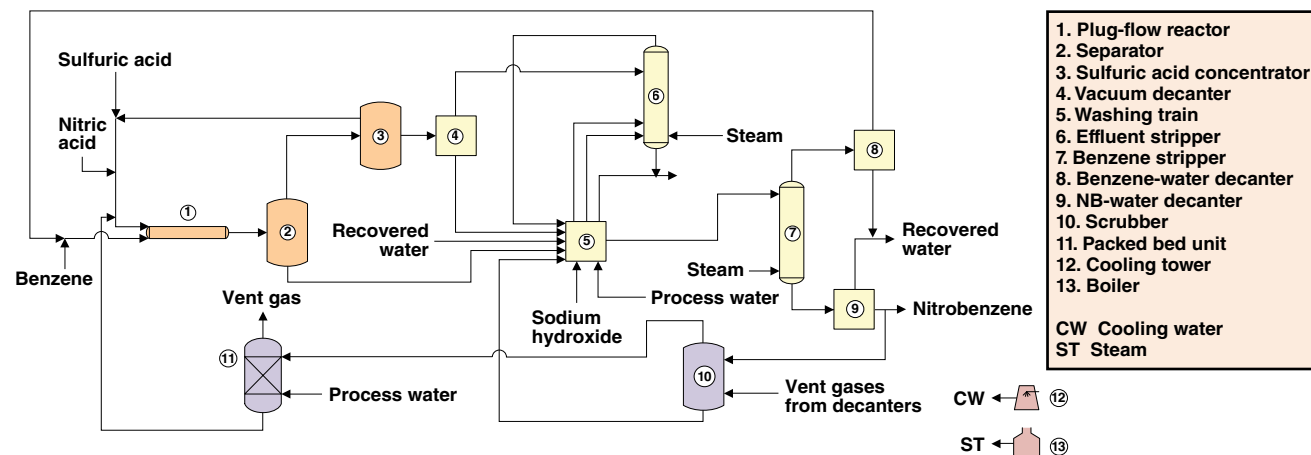 Sulfuric acid
Nitric
acid
①
②
③
④
⑤
⑥
Steam
⑦
⑧
Recovered
water
Recovered
water
Benzene
Steam
Process water
Sodium
hydroxide
⑨
Nitrobenzene
Vent gas
⑪
Process water
⑩
Vent gases
from decanters
CW
⑫
ST
⑬
1. Plug-flow reactor
2. Separator
3. Sulfuric acid concentrator
4. Vacuum decanter
5. Washing train
6. Effluent stripper
7. Benzene stripper
8. Benzene-water decanter
9. NB-water decanter
10. Scrubber
11. Packed bed unit
12. Cooling tower
13. Boiler
CW Cooling water
ST Steam